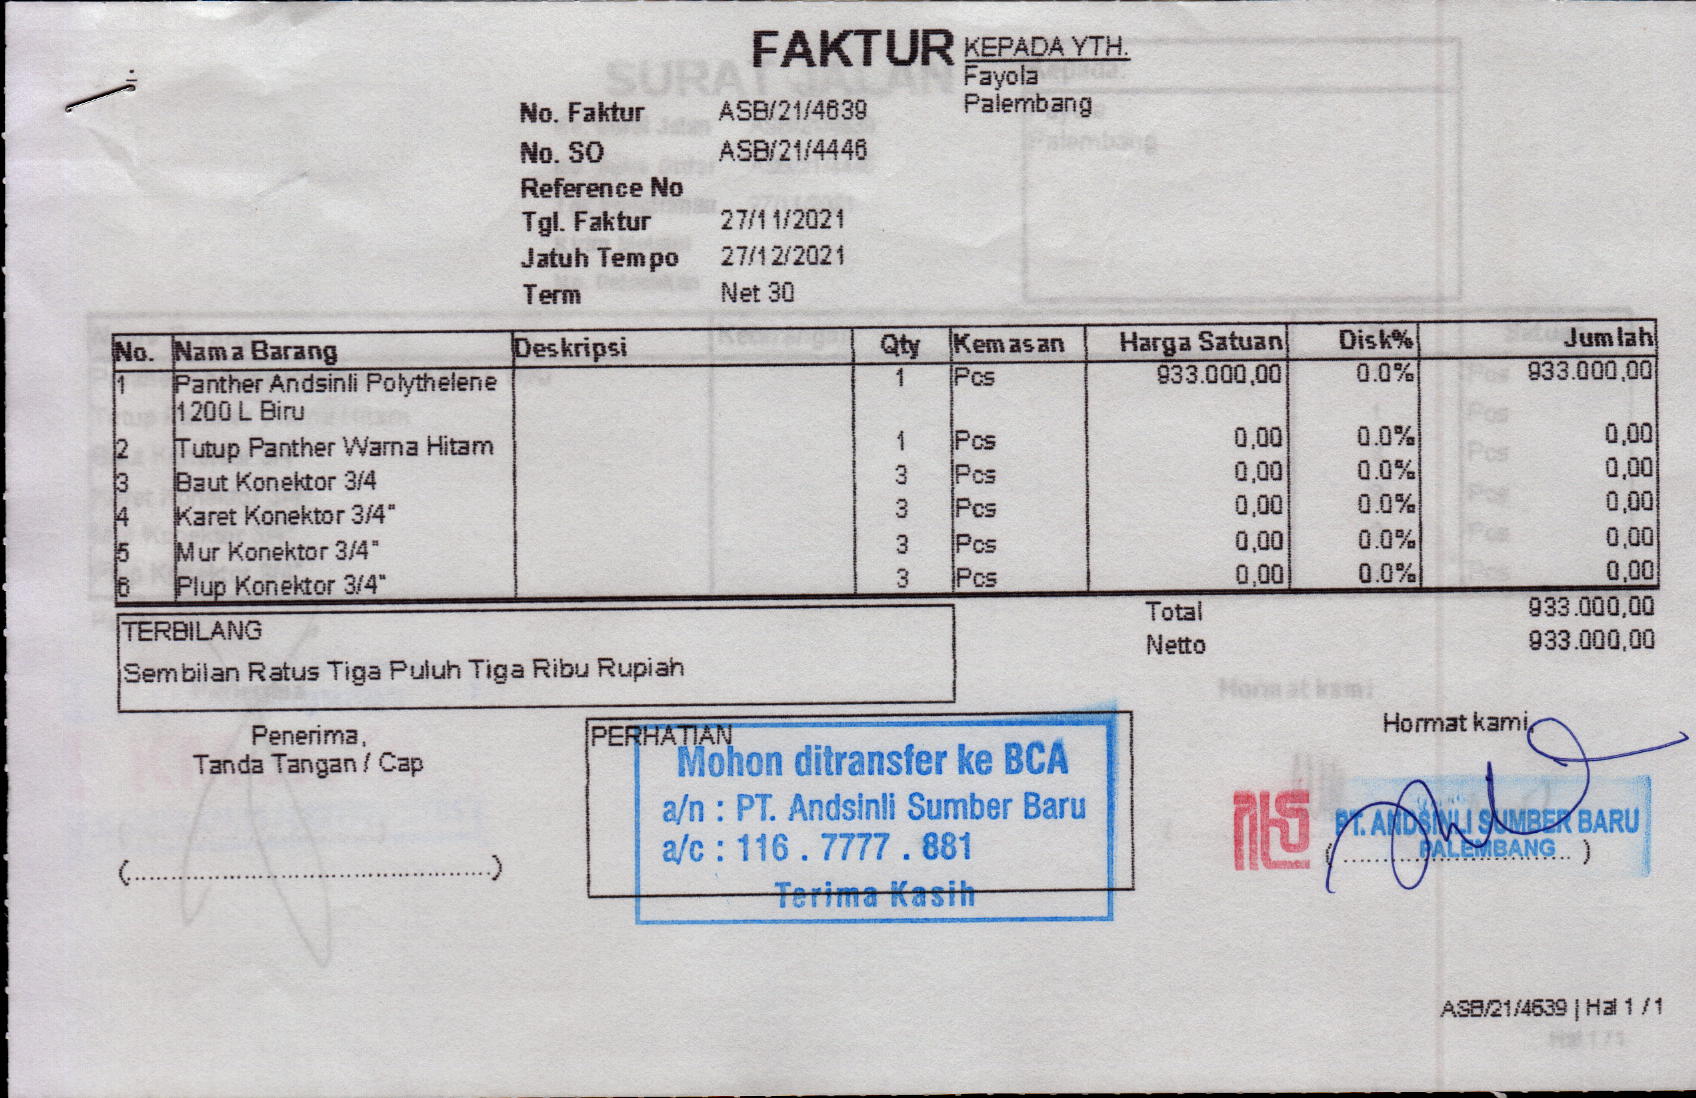 FAKTUR
KEPADA YTH.
Fayola
Palembang
No. Faktur ASB/21/4639
No. SO ASB/21/4446
Reference No
Tgl. Faktur 27/11/2021
Jatuh Tempo 27/12/2021
Term Net 30
No. Nama Barang Deskripsi Qty Kemasan Harga Satuan Disk% Jumlah
1 Panther Andsinli Polythelene 1 Pcs 933.000,00 0.0% 933.000,00
1200 L Biru
2 Tutup Panther Warna Hitam 1 Pcs 0,00 0.0% 0,00
3 Baut Konektor 3/4 3 Pcs 0,00 0.0% 0,00
4 Karet Konektor 3/4" 3 Pcs 0,00 0.0% 0,00
5 Mur Konektor 3/4" 3 Pcs 0,00 0.0% 0,00
6 Plup Konektor 3/4" 3 Pcs 0,00 0.0% 0,00
Total 933.000,00
Netto 933.000,00
TERBILANG
Sembilan Ratus Tiga Puluh Tiga Ribu Rupiah
Penerima,
Tanda Tangan / Cap
(................................................)
PERHATIAN
Mohon ditransfer ke BCA
a/n : PT. Andsinli Sumber Baru
a/c : 116 . 7777 . 881
Terima Kasih
Hormat kami,
PT. ANDSINLI SUMBER BARU
PALEMBANG
(................................)
ASB/21/4639 | Hal 1 / 1